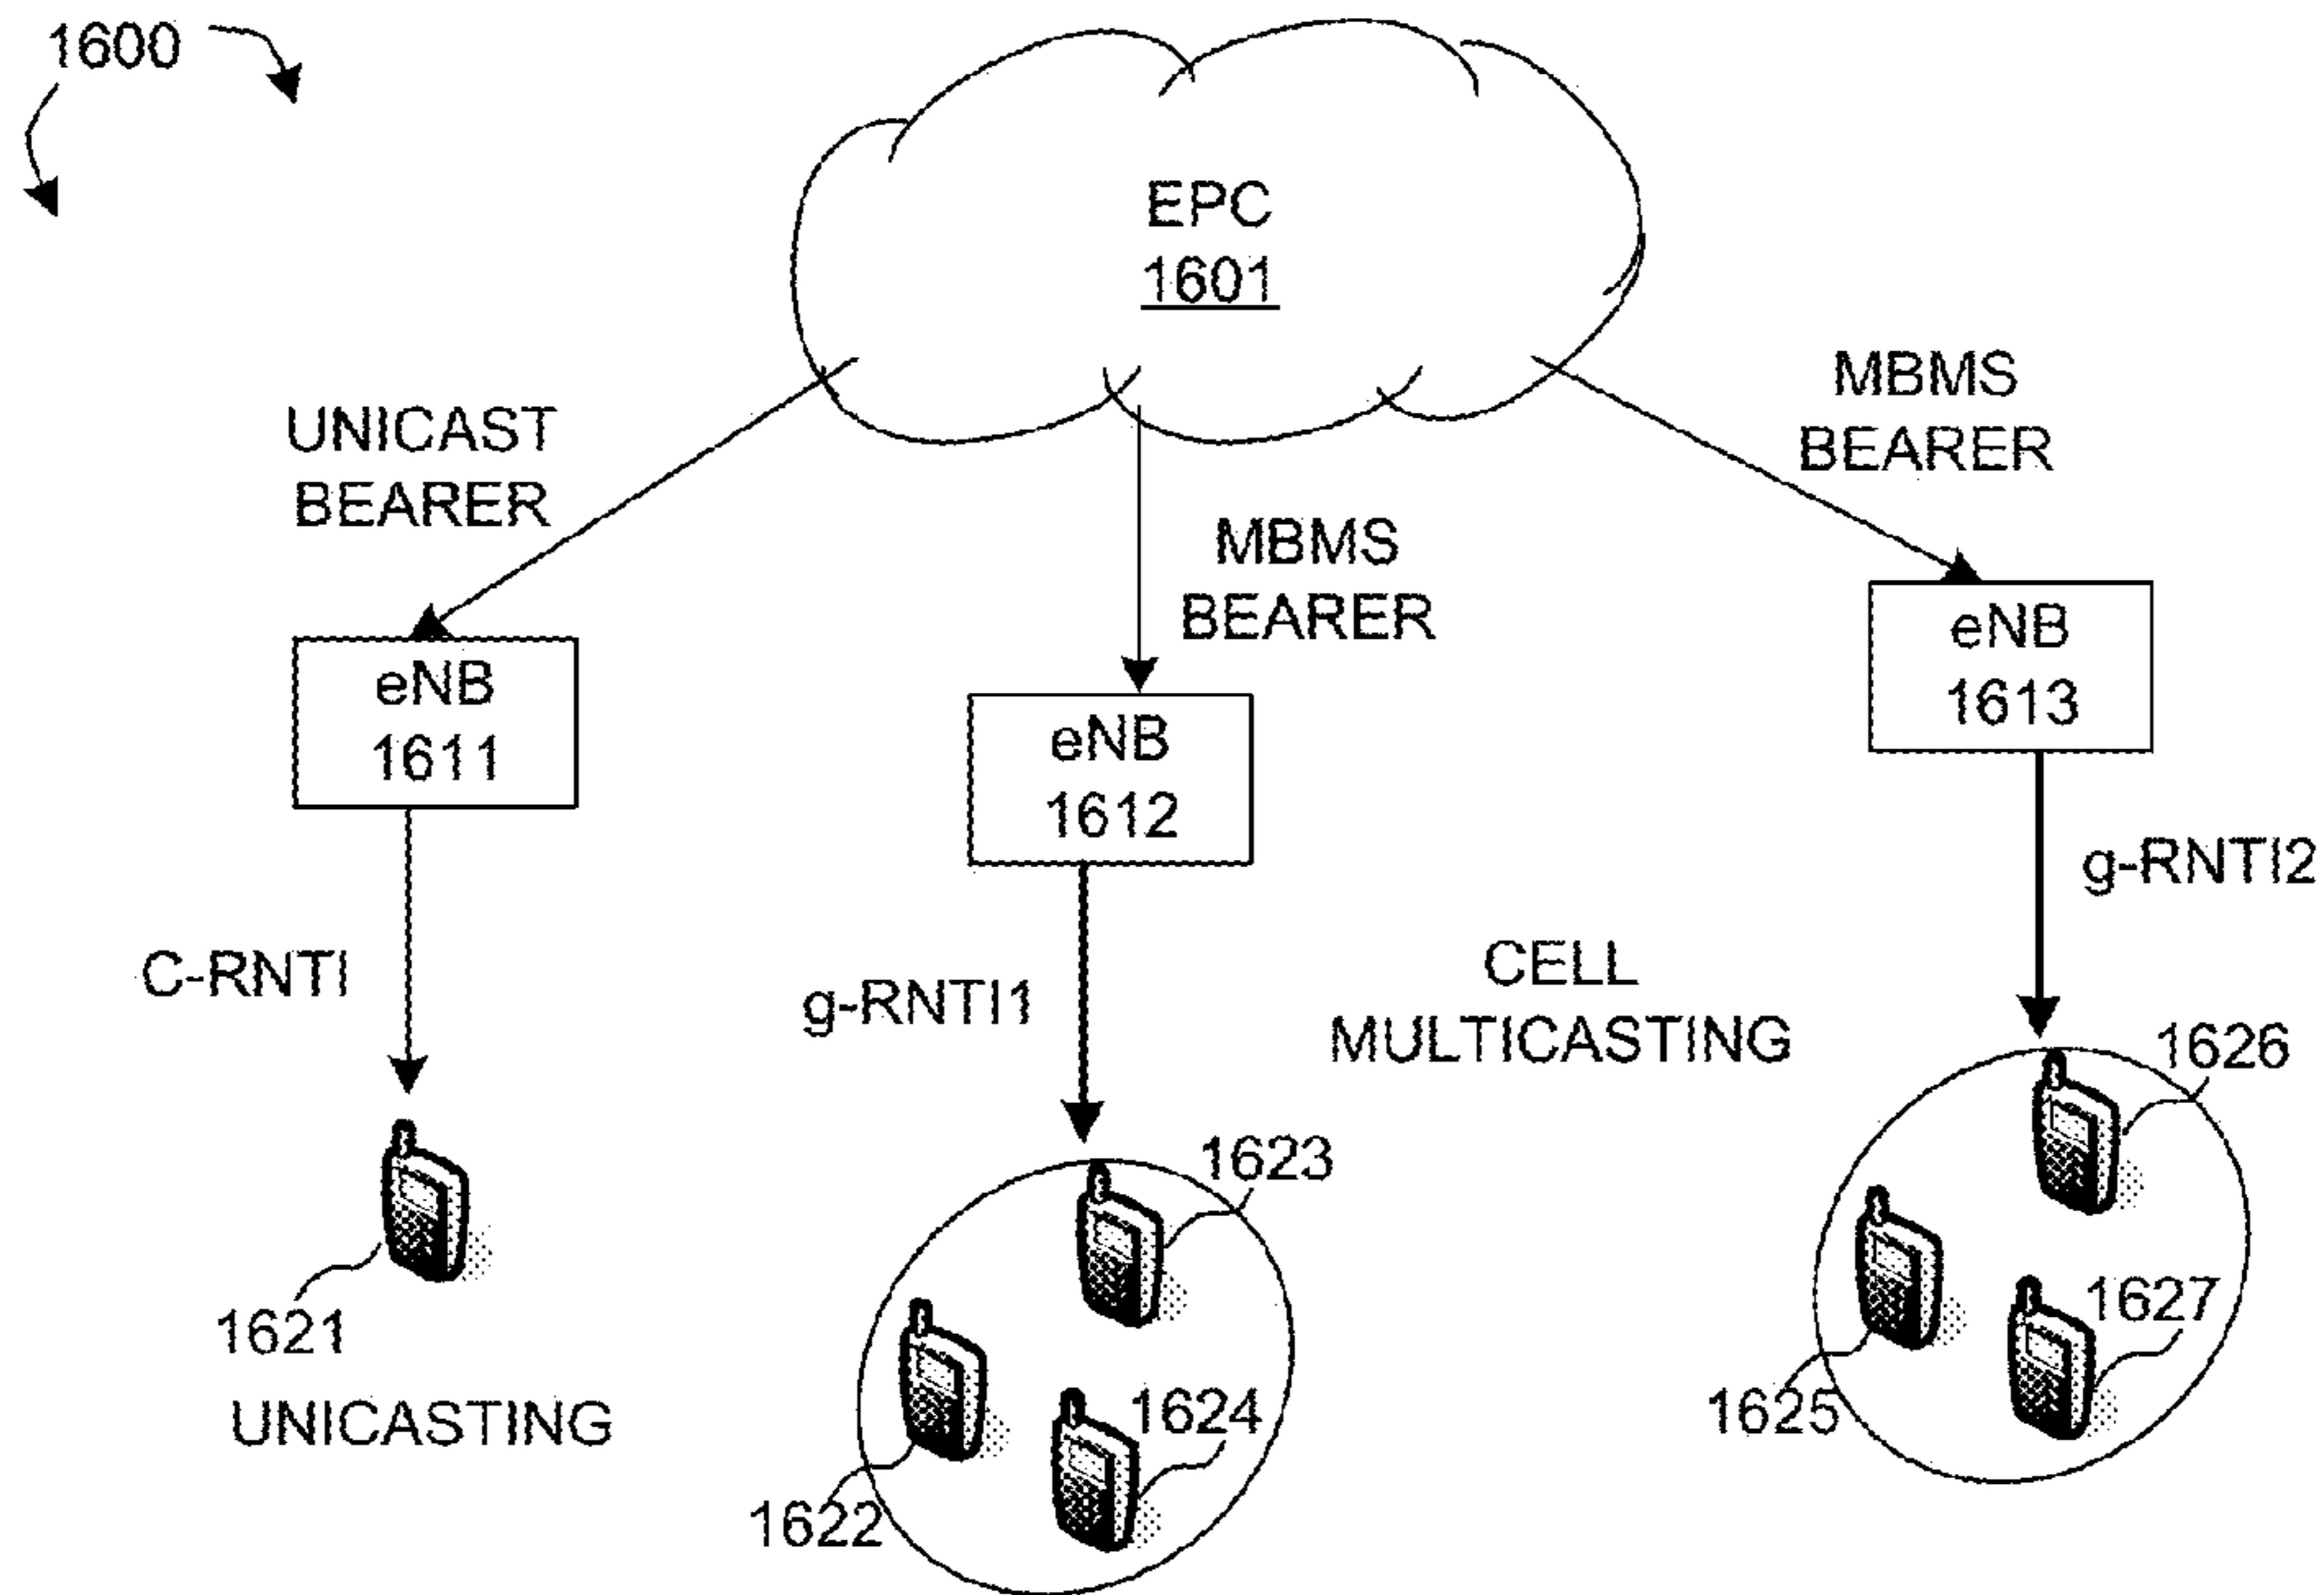 1600
EPC
1601
UNICAST
BEARER
MBMS
BEARER
MBMS
BEARER
eNB
1611
eNB
1612
eNB
1613
C-RNTI
g-RNTI1
g-RNTI2
CELL
MULTICASTING
1621
UNICASTING
1623
1622
1624
1626
1625
1627